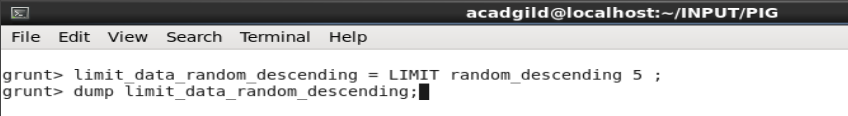 acadgild@localhost:~/INPUT/PIG
File Edit View Search Terminal Help
grunt> limit_data_random_descending = LIMIT random_descending 5 ;
grunt> dump limit_data_random_descending;